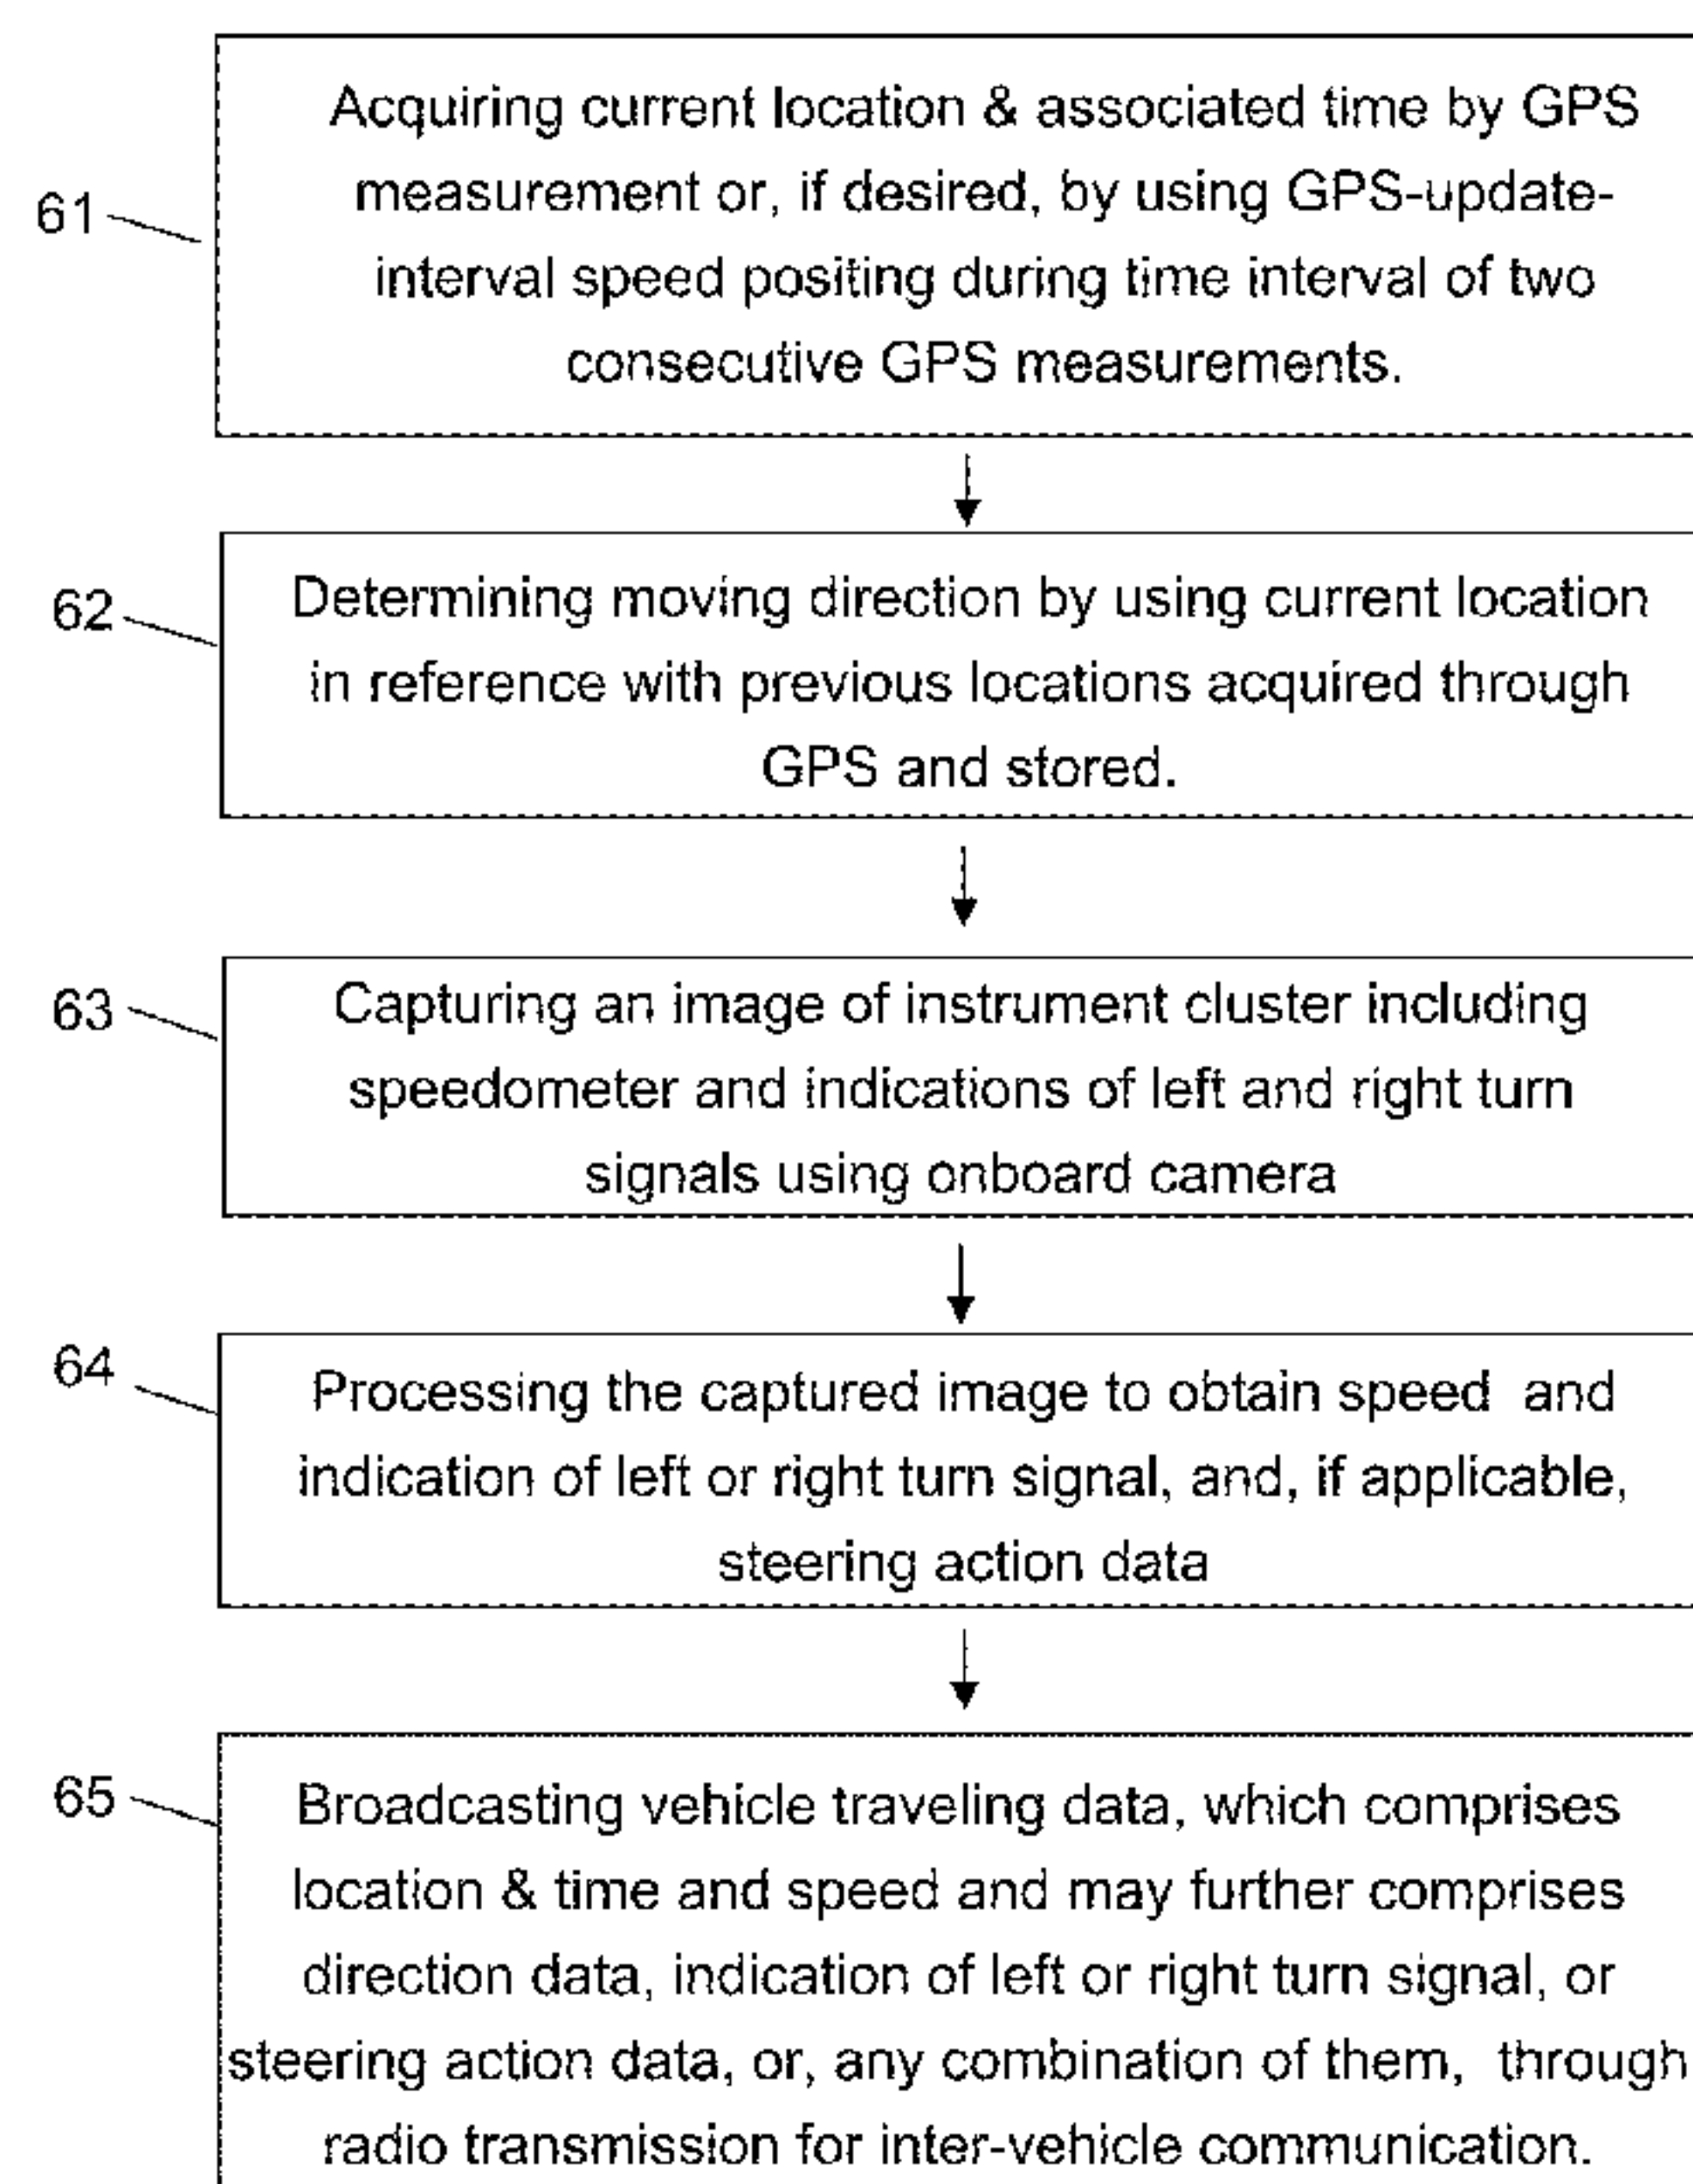 Acquiring current location & associated time by GPS
measurement or, if desired, by using GPS-update-
61
interval speed positing during time interval of two
consecutive GPS measurements.
62
Determining moving direction by using current location
in reference with previous locations acquired through
GPS and stored.
63
Capturing an image of instrument cluster including
speedometer and indications of left and right turn
signals using onboard camera
64
Processing the captured image to obtain speed and
indication of left or right turn signal, and, if applicable,
steering action data
65
Broadcasting vehicle traveling data, which comprises
location & time and speed and may further comprises
direction data, indication of left or right turn signal, or
steering action data, or, any combination of them, through
radio transmission for inter-vehicle communication.